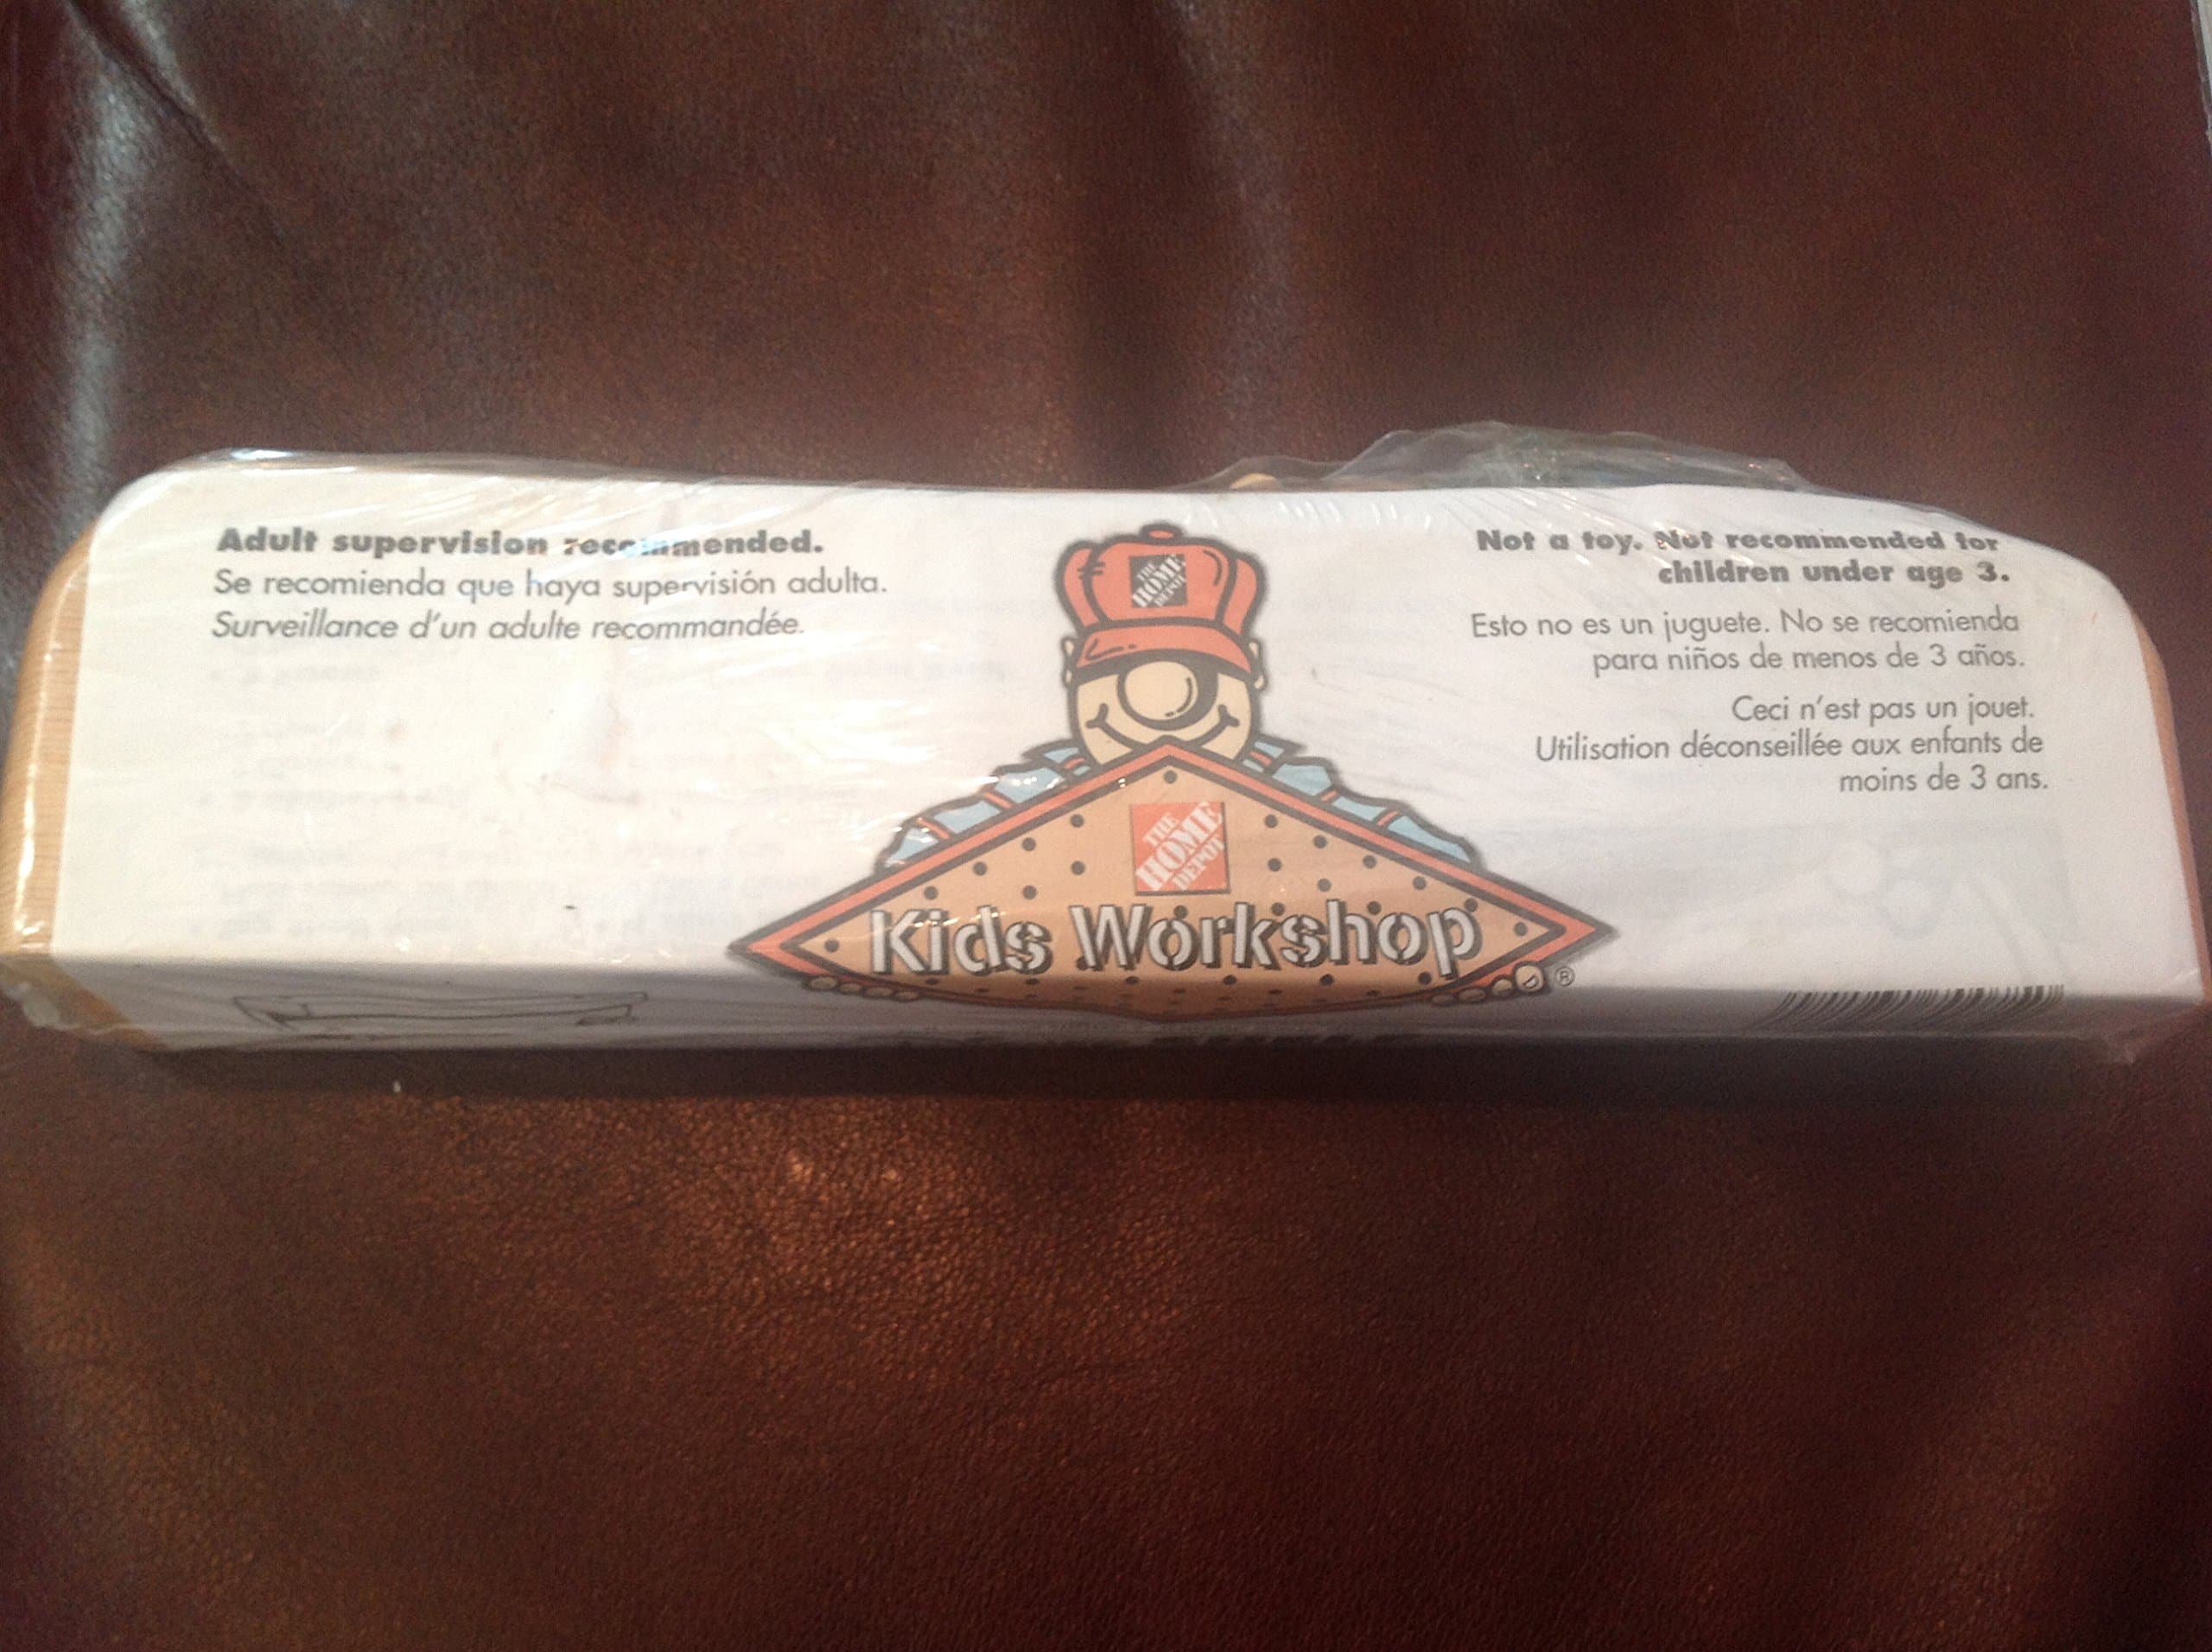 Adult supervision recommended.
Se recomienda que haya supervisión adulta.
Surveillance d'un adulte recommandée.
THE
HOME
DEPOT
Not a toy. Not recommended for
children under age 3.
Esto no es un juguete. No se recomienda
para niños de menos de 3 años.
Ceci n'est pas un jouet.
Utilisation déconseillée aux enfants de
moins de 3 ans.
THE
HOME
DEPOT
Kids Workshop
®